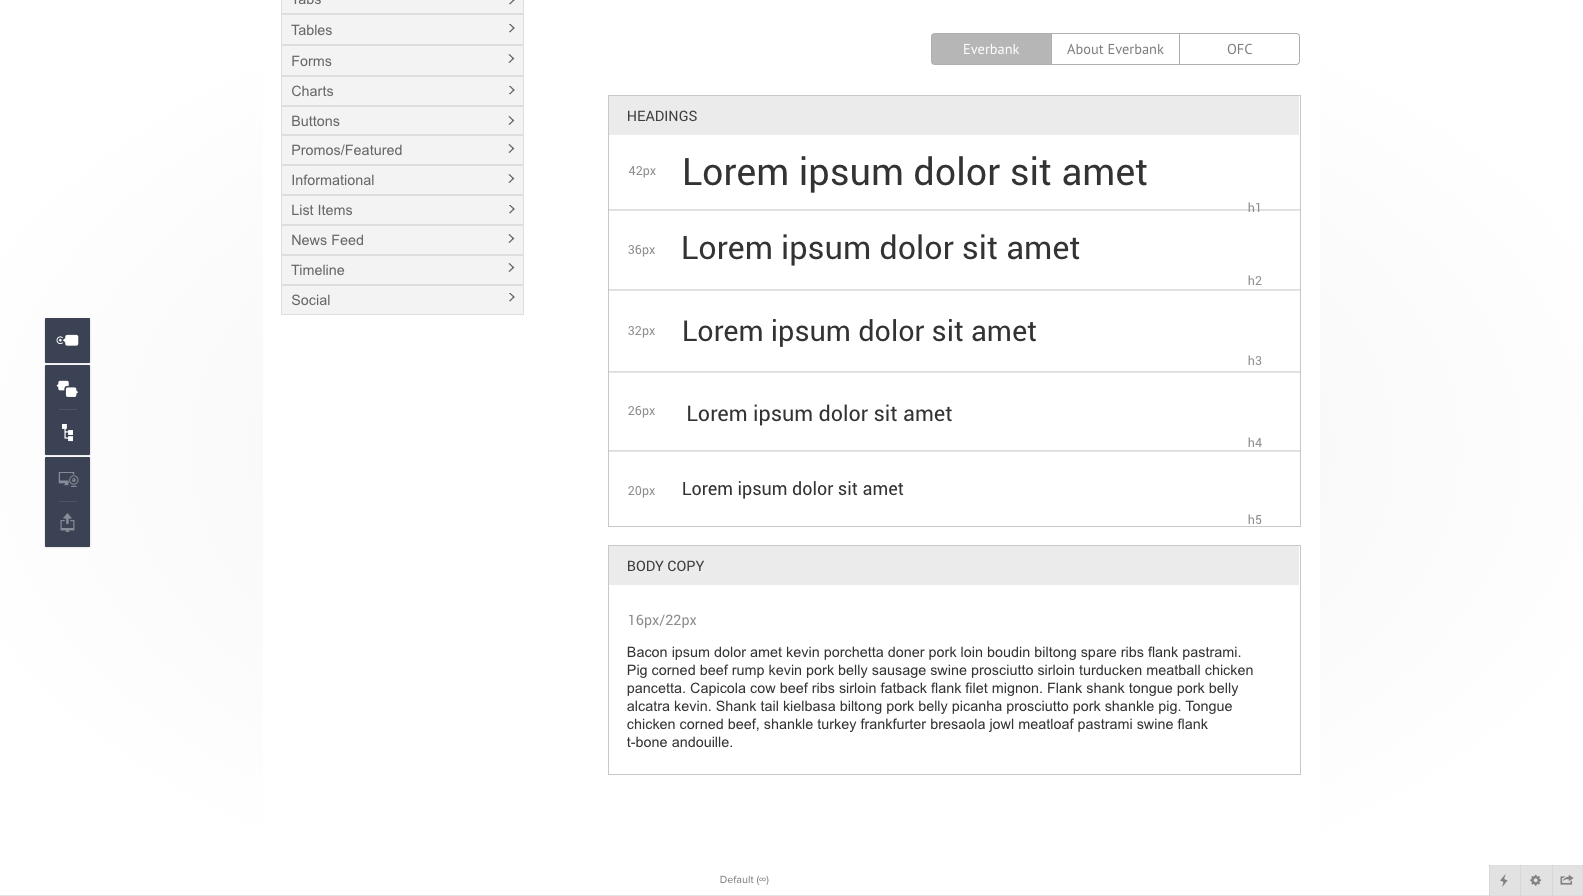 Tabs
Tables
Forms
Charts
Buttons
Promos/Featured
Informational
List Items
News Feed
Timeline
Social
Everbank
About Everbank
OFC
HEADINGS
42px
Lorem ipsum dolor sit amet
h1
36px
Lorem ipsum dolor sit amet
h2
32px
Lorem ipsum dolor sit amet
h3
26px
Lorem ipsum dolor sit amet
h4
20px
Lorem ipsum dolor sit amet
h5
BODY COPY
16px/22px
Bacon ipsum dolor amet kevin porchetta doner pork loin boudin biltong spare ribs flank pastrami.
Pig corned beef rump kevin pork belly sausage swine prosciutto sirloin turducken meatball chicken
pancetta. Capicola cow beef ribs sirloin fatback flank filet mignon. Flank shank tongue pork belly
alcatra kevin. Shank tail kielbasa biltong pork belly picanha prosciutto pork shankle pig. Tongue
chicken corned beef, shankle turkey frankfurter bresaola jowl meatloaf pastrami swine flank
t-bone andouille.
Default (∞)